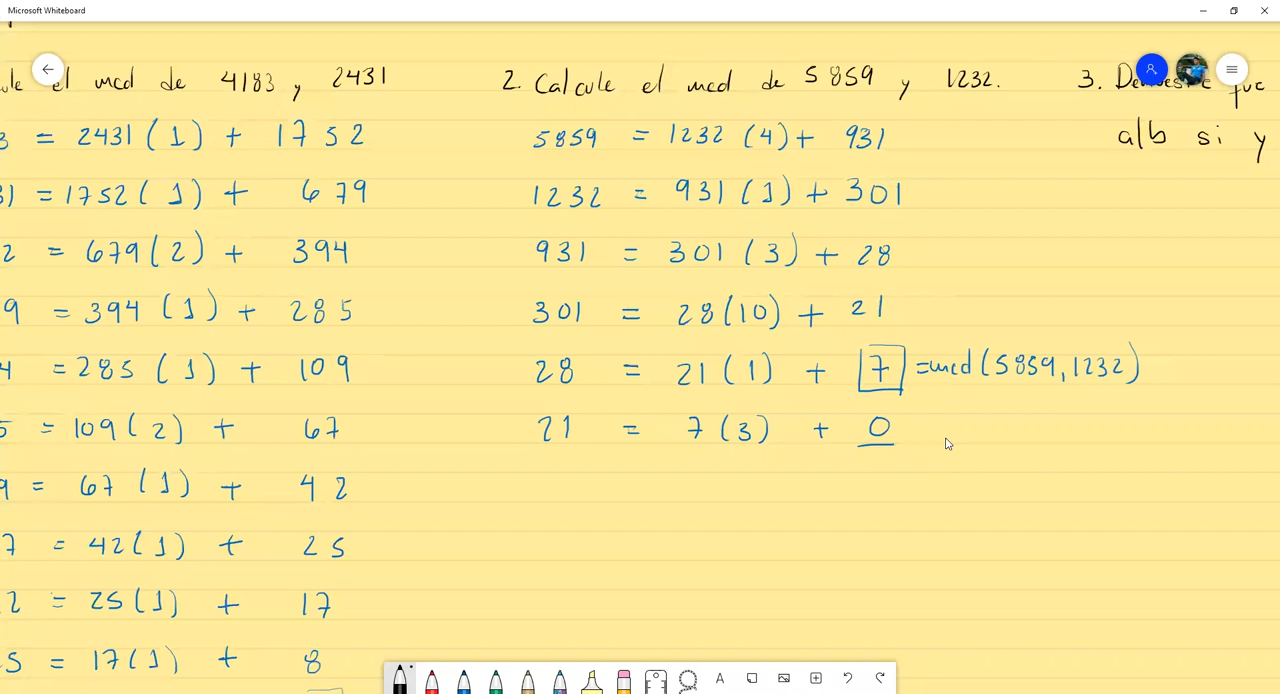 Microsoft Whiteboard
el mcd de 4183 y 2431
= 2431 (1) + 1752
= 1752 (1) + 679
2 = 679 (2) + 394
9 = 394 (1) + 285
4 = 285 (1) + 109
5 = 109 (2) + 67
9 = 67 (1) + 42
7 = 42 (1) + 25
2 = 25 (1) + 17
5 = 17 (1) + 8
2. Calcule el mcd de 5859 y 1232.
5859 = 1232 (4) + 931
1232 = 931 (1) + 301
931 = 301 (3) + 28
301 = 28 (10) + 21
28 = 21 (1) + 7 = mcd (5859, 1232)
21 = 7 (3) + 0
3. que
a|b si y